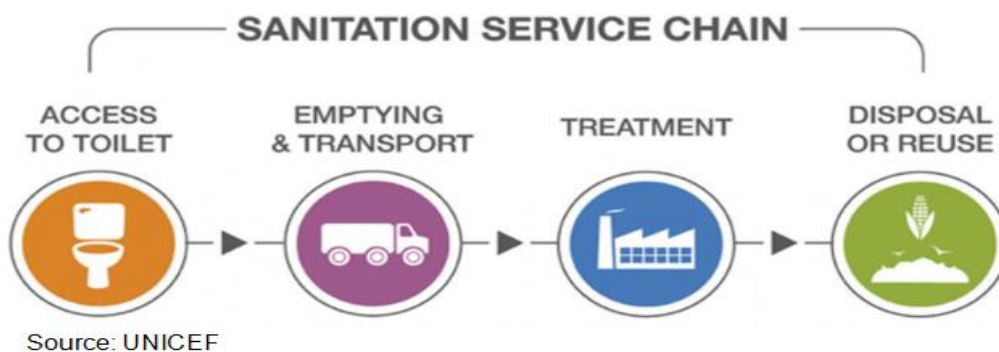 SANITATION SERVICE CHAIN
ACCESS
TO TOILET
EMPTYING
& TRANSPORT
TREATMENT
DISPOSAL
OR REUSE
Source: UNICEF